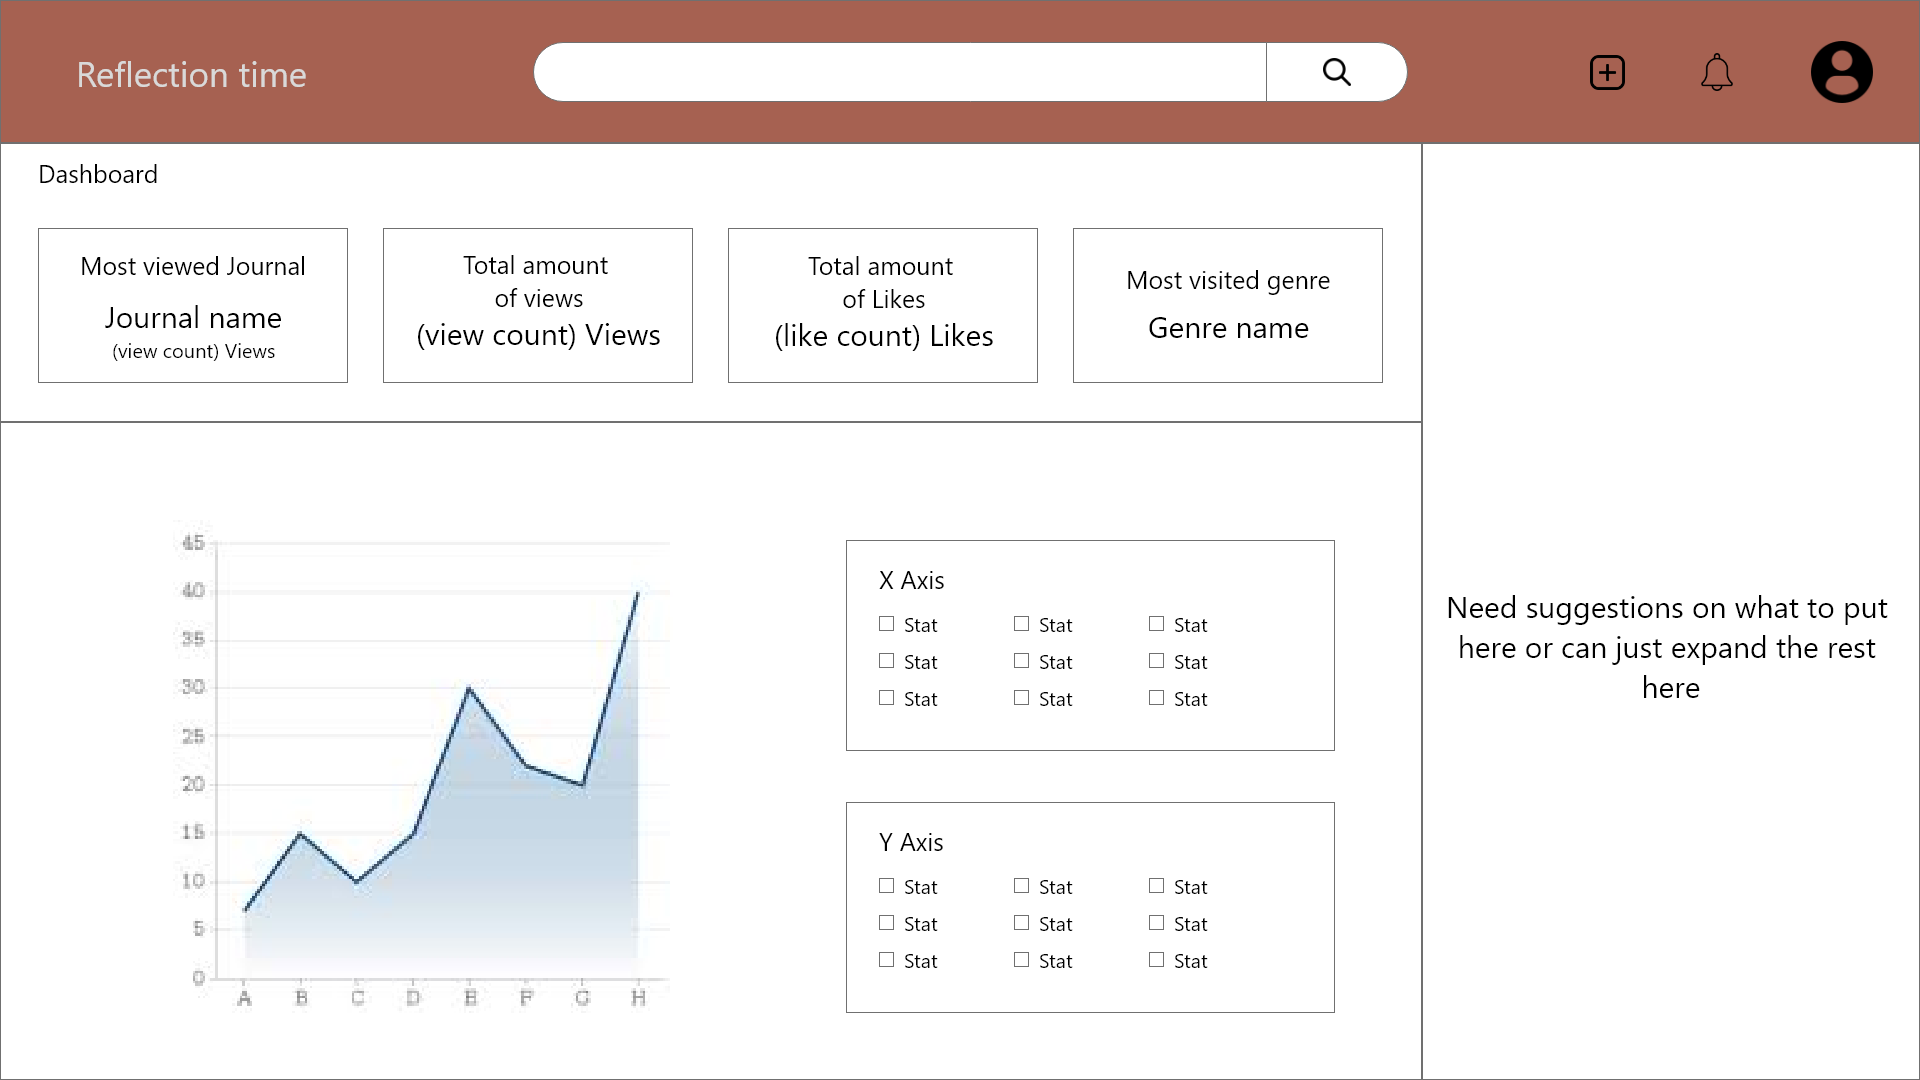 Reflection time
Dashboard
Most viewed Journal
Journal name
(view count) Views
Total amount
of views
(view count) Views
Total amount
of Likes
(like count) Likes
Most visited genre
Genre name
45
40
35
30
25
20
15
10
5
0
A B C D E F G H
X Axis
Stat Stat Stat
Stat Stat Stat
Stat Stat Stat
Y Axis
Stat Stat Stat
Stat Stat Stat
Stat Stat Stat
Need suggestions on what to put
here or can just expand the rest
here